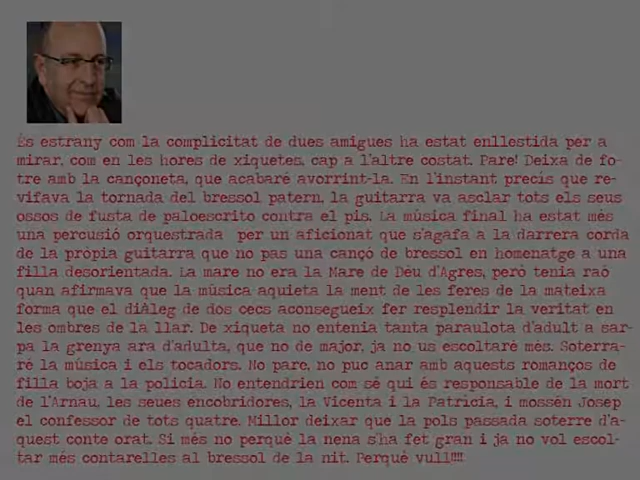 És estrany com la complicitat de dues amigues ha estat enllestida per a
mirar, com en les hores de xiquetes, cap a l'altre costat. Pare! Deixa de fo-
tre amb la cançoneta, que acabaré avorrint-la. En l'instant precís que re-
vifava la tornada del bressol patern, la guitarra va asclar tots els seus
ossos de fusta de paloescrito contra el pis. La música final ha estat més
una percusió orquestrada per un aficionat que s'agafa a la darrera corda
de la pròpia guitarra que no pas una cançó de bressol en homenatge a una
filla desorientada. La mare no era la Mare de Déu d'Agres, però tenia raó
quan afirmava que la música aquieta la ment de les feres de la mateixa
forma que el diàleg de dos cecs aconsegueix fer resplendir la veritat en
les ombres de la llar. De xiqueta no entenia tanta paraulota d'adult a sar-
pa la grenya ara d'adulta, que no de major, ja no us escoltaré més. Soterra-
ré la música i els tocadors. No pare, no puc anar amb aquests romanços de
filla boja a la policia. No entendrien com sé qui és responsable de la mort
de l'Arnau, les seues encobridores, la Vicenta i la Patrícia, i mossén Josep
el confessor de tots quatre. Millor deixar que la pols passada soterre d'a-
quest conte orat. Si més no perquè la nena s'ha fet gran i ja no vol escol-
tar més contarelles al bressol de la nit. Perquè vull!!!!